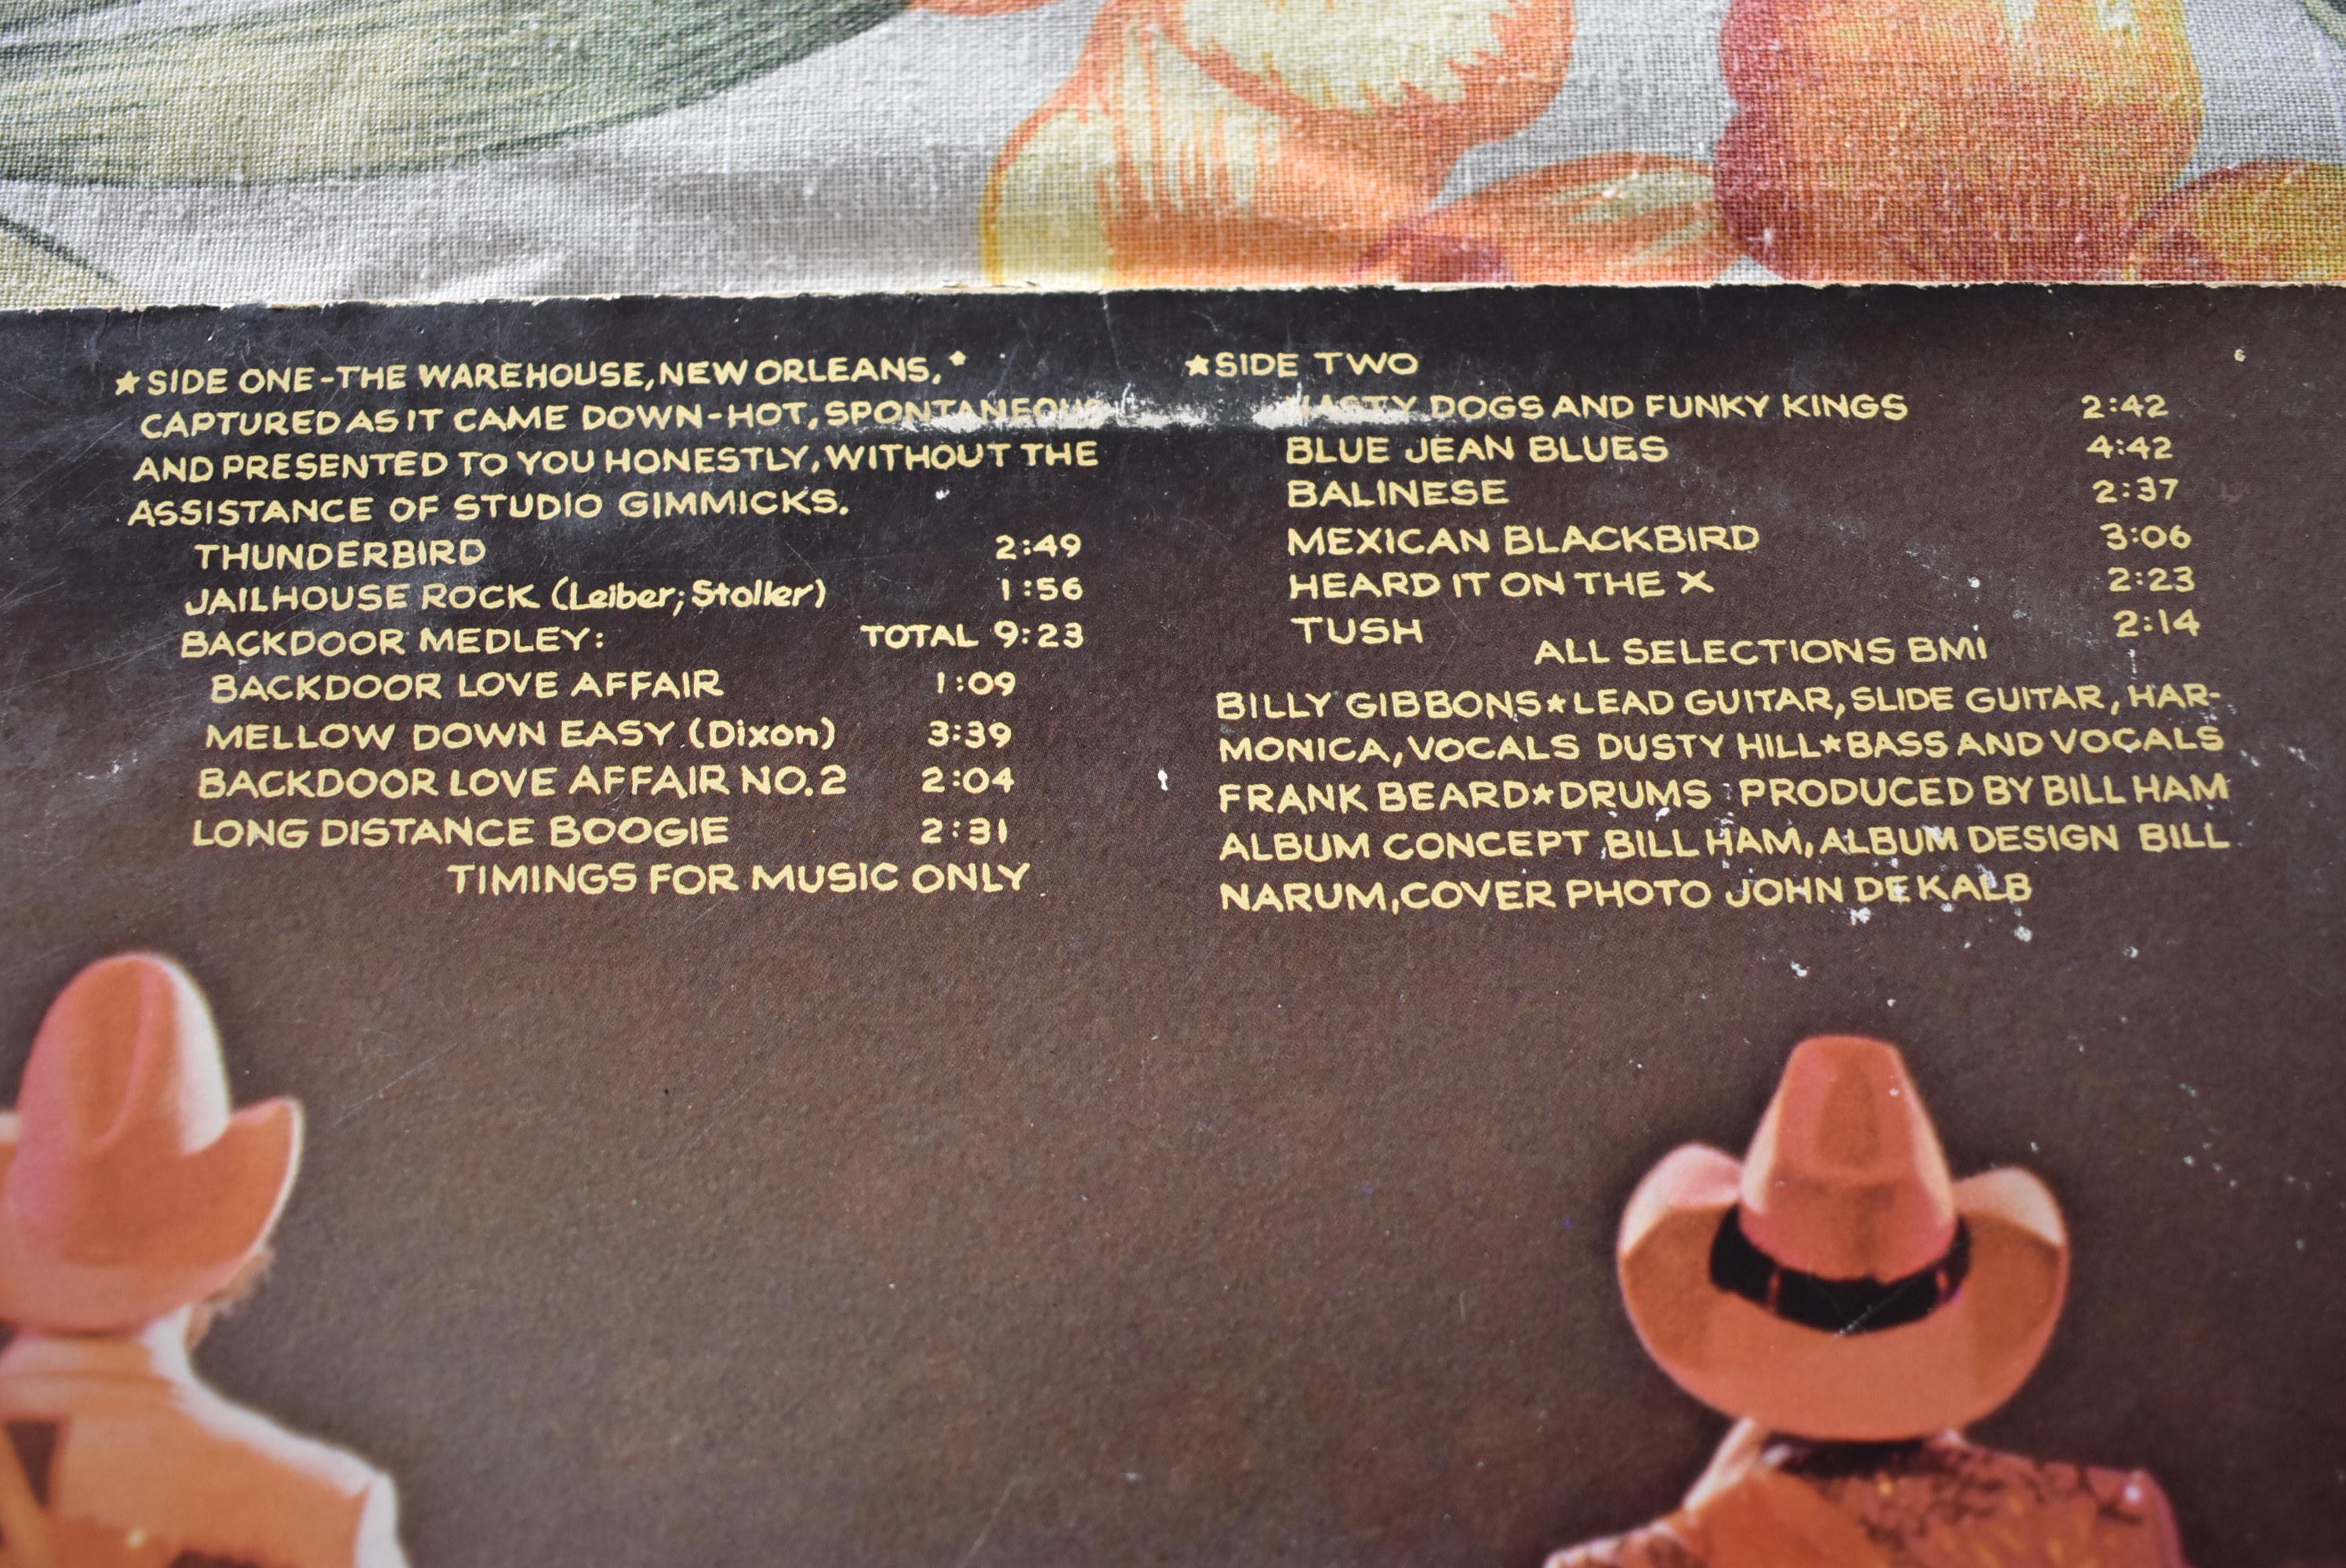 ★SIDE ONE-THE WAREHOUSE, NEW ORLEANS,
CAPTURED AS IT CAME DOWN-HOT, SPONTANEOUS
AND PRESENTED TO YOU HONESTLY, WITHOUT THE
ASSISTANCE OF STUDIO GIMMICKS.
THUNDERBIRD 2:49
JAILHOUSE ROCK (Leiber; Stoller) 1:56
BACKDOOR MEDLEY: TOTAL 9:23
BACKDOOR LOVE AFFAIR 1:09
MELLOW DOWN EASY (Dixon) 3:39
BACKDOOR LOVE AFFAIR NO. 2 2:04
LONG DISTANCE BOOGIE 2:31
TIMINGS FOR MUSIC ONLY
★SIDE TWO
NASTY DOGS AND FUNKY KINGS 2:42
BLUE JEAN BLUES 4:42
BALINESE 2:37
MEXICAN BLACKBIRD 3:06
HEARD IT ON THE X 2:23
TUSH 2:14
ALL SELECTIONS BMI
BILLY GIBBONS★LEAD GUITAR, SLIDE GUITAR, HAR-
MONICA, VOCALS DUSTY HILL★BASS AND VOCALS
FRANK BEARD★DRUMS PRODUCED BY BILL HAM
ALBUM CONCEPT BILL HAM, ALBUM DESIGN BILL
NARUM, COVER PHOTO JOHN DEKALB